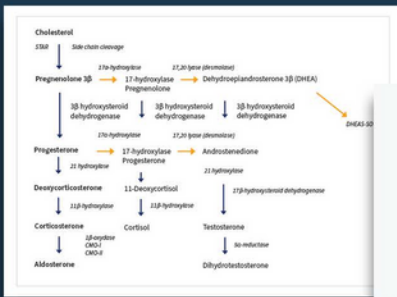 Cholesterol
StAR Side chain cleavage
17α-hydroxylase 17,20 lyase (desmolase)
Pregnenolone 3β 17-hydroxylase Dehydroepiandrosterone 3β (DHEA)
Pregnenolone
3β hydroxysteroid 3β hydroxysteroid 3β hydroxysteroid
dehydrogenase dehydrogenase dehydrogenase
DHEAS-SO
17α-hydroxylase 17,20 lyase (desmolase)
Progesterone 17-hydroxylase Androstenedione
Progesterone
21 hydroxylase 21 hydroxylase
Deoxycorticosterone 11-Deoxycortisol 17β-hydroxysteroid dehydrogenase
11β-hydroxylase 11β-hydroxylase
Corticosterone Cortisol Testosterone
1β-oxydase
CMO-I 5α-reductase
CMO-II
Aldosterone Dihydrotestosterone